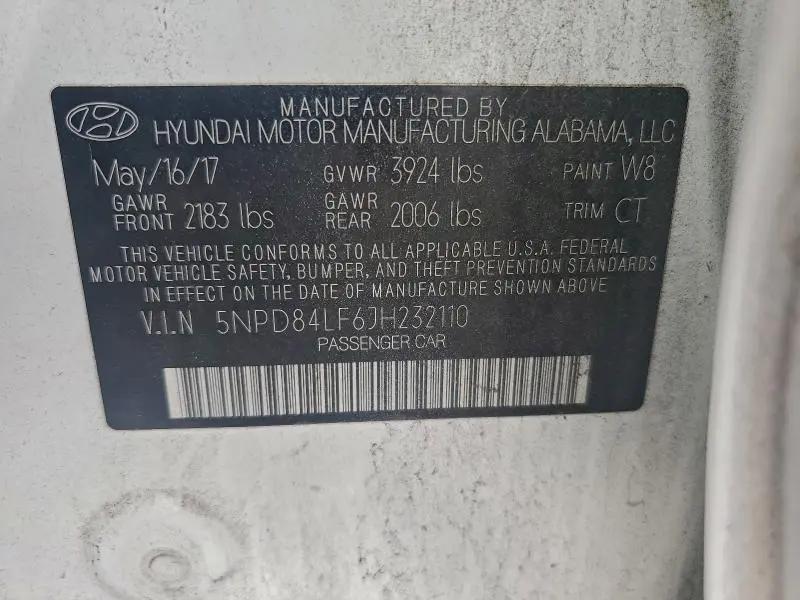 MANUFACTURED BY
HYUNDAI MOTOR MANUFACTURING ALABAMA, LLC
May/16/17 GVWR 3924 lbs PAINT W8
GAWR FRONT 2183 lbs GAWR REAR 2006 lbs TRIM CT
THIS VEHICLE CONFORMS TO ALL APPLICABLE U.S.A. FEDERAL
MOTOR VEHICLE SAFETY, BUMPER, AND THEFT PREVENTION STANDARDS
IN EFFECT ON THE DATE OF MANUFACTURE SHOWN ABOVE
V.I.N 5NPD84LF6JH232110
PASSENGER CAR